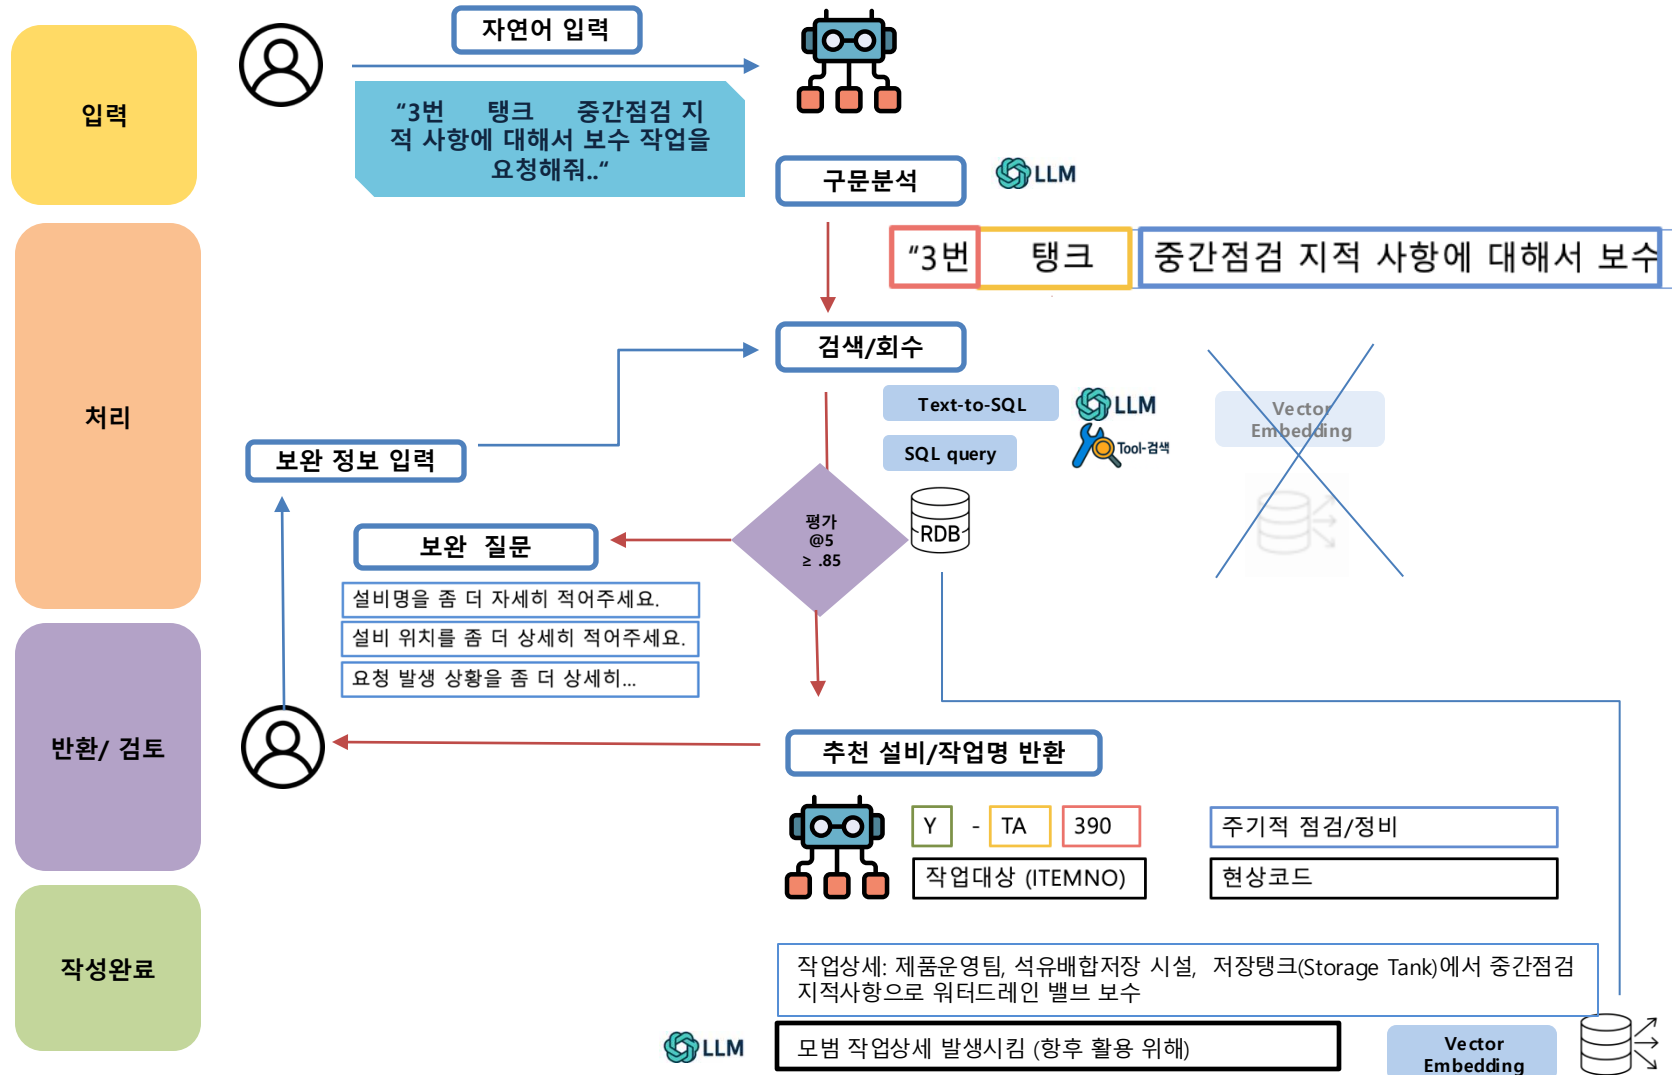 입력
자연어 입력
“3번 탱크 중간점검 지
적 사항에 대해서 보수 작업을
요청해줘..“
구문분석
LLM
“3번 탱크 중간점검 지적 사항에 대해서 보수
처리
검색/회수
Text-to-SQL
LLM
SQL query
Tool-검색
Vector
Embedding
보완 정보 입력
평가
@5
≥ .85
RDB
보완 질문
설비명을 좀 더 자세히 적어주세요.
설비 위치를 좀 더 상세히 적어주세요.
요청 발생 상황을 좀 더 상세히...
반환/ 검토
추천 설비/작업명 반환
Y - TA 390
주기적 점검/정비
작업대상 (ITEMNO)
현상코드
작성완료
작업상세: 제품운영팀, 석유배합저장 시설, 저장탱크(Storage Tank)에서 중간점검
지적사항으로 워터드레인 밸브 보수
LLM
모범 작업상세 발생시킴 (항후 활용 위해)
Vector
Embedding